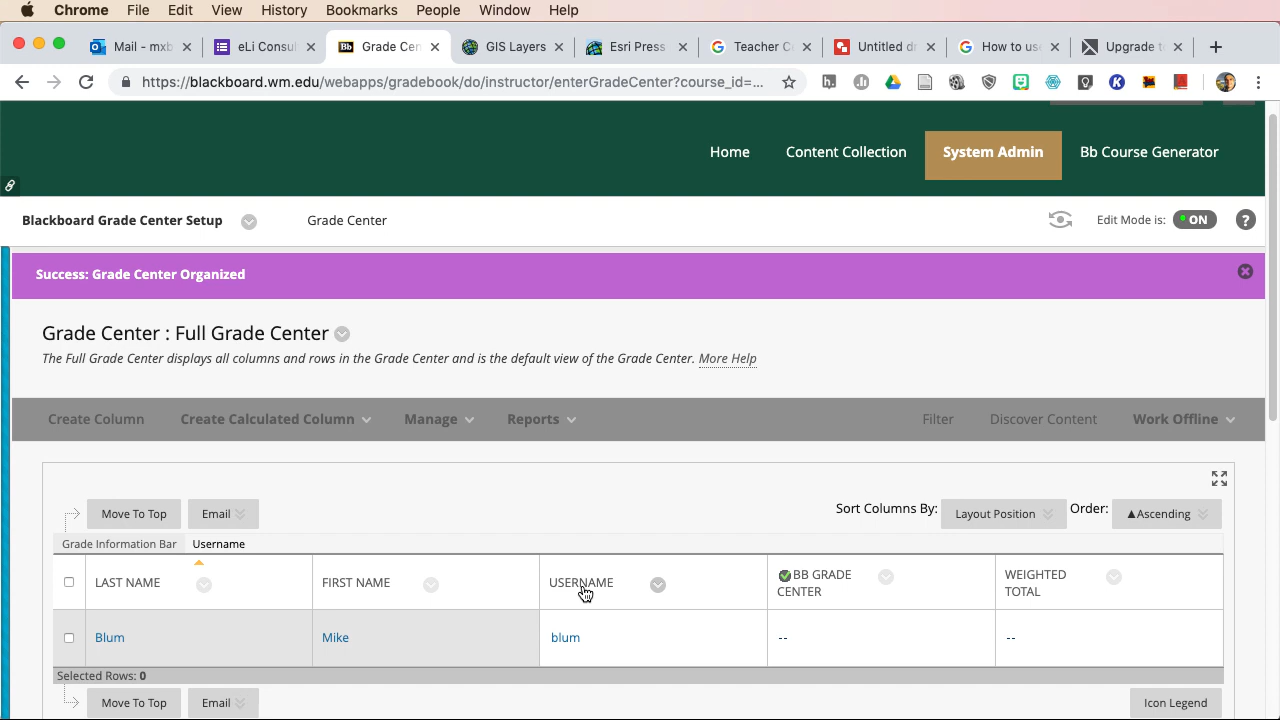 Chrome File Edit View History Bookmarks People Window Help
Mail - mxb eLi Consul Grade Cen GIS Layers Esri Press Teacher C Untitled dr How to use Upgrade t
https://blackboard.wm.edu/webapps/gradebook/do/instructor/enterGradeCenter?course_id=...
Home Content Collection System Admin Bb Course Generator
Blackboard Grade Center Setup Grade Center Edit Mode is: ON ?
Success: Grade Center Organized
Grade Center : Full Grade Center
The Full Grade Center displays all columns and rows in the Grade Center and is the default view of the Grade Center. More Help
Create Column Create Calculated Column Manage Reports Filter Discover Content Work Offline
Move To Top Email Sort Columns By: Layout Position Order: ▲Ascending
Grade Information Bar Username
LAST NAME FIRST NAME USERNAME BB GRADE CENTER WEIGHTED TOTAL
Blum Mike blum -- --
Selected Rows: 0
Move To Top Email Icon Legend